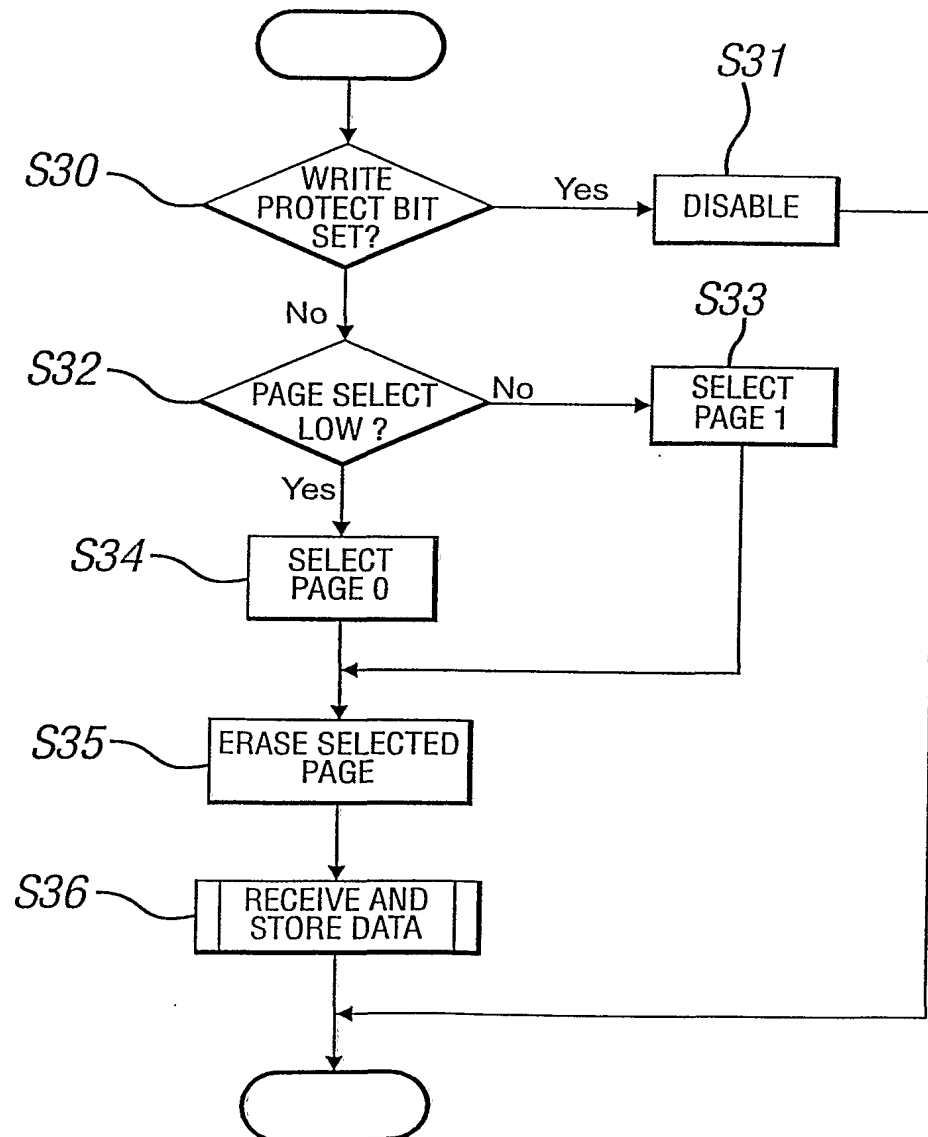 S31
S30
WRITE
PROTECT BIT
SET?
Yes
DISABLE
No
S33
S32
PAGE SELECT
LOW ?
No
SELECT
PAGE 1
Yes
S34
SELECT
PAGE 0
S35
ERASE SELECTED
PAGE
S36
RECEIVE AND
STORE DATA